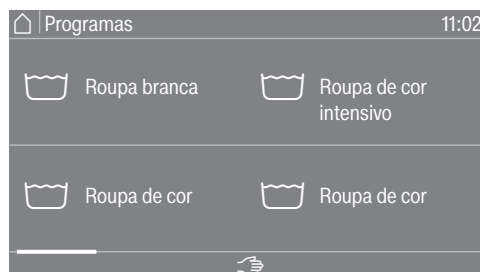 Programas 11:02
Roupa branca
Roupa de cor
intensivo
Roupa de cor
Roupa de cor